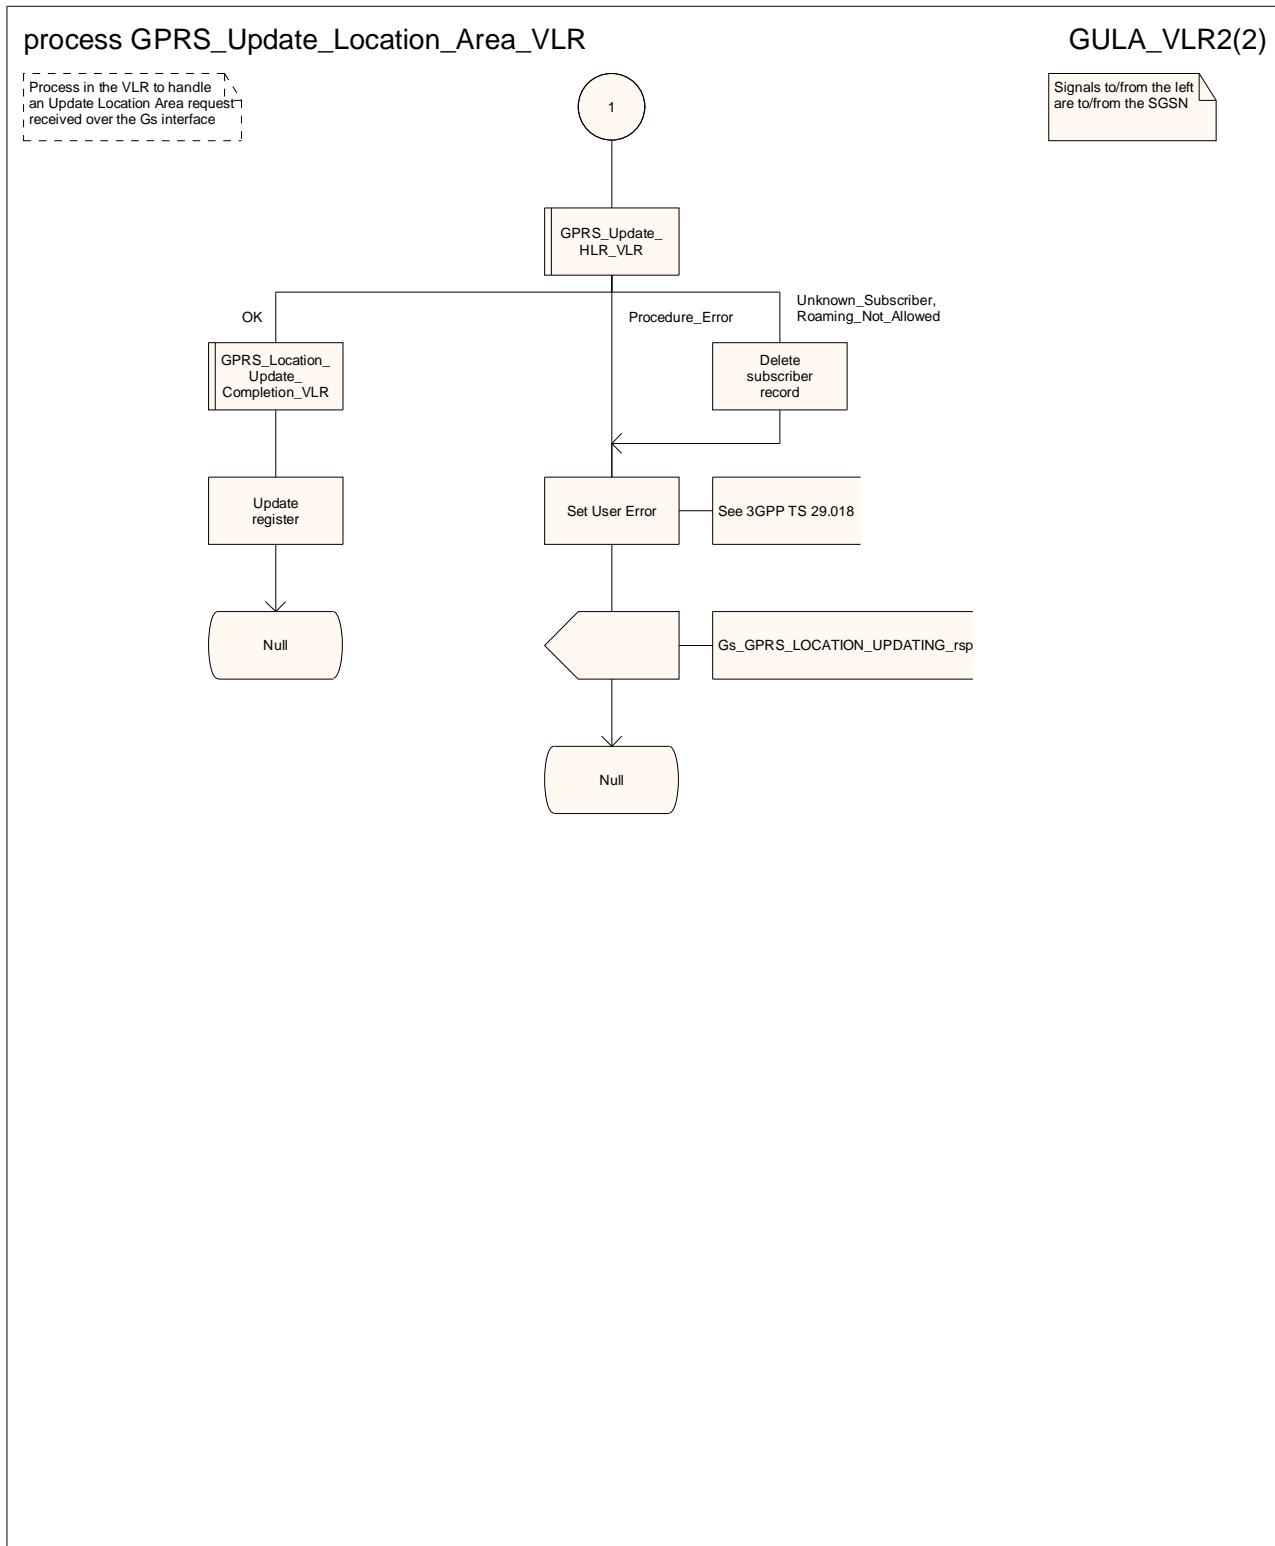 process GPRS_Update_Location_Area_VLR
GULA_VLR2(2)
Process in the VLR to handle
an Update Location Area request
received over the Gs interface
1
Signals to/from the left
are to/from the SGSN
GPRS_Update_
HLR_VLR
OK
Procedure_Error
Unknown_Subscriber,
Roaming_Not_Allowed
GPRS_Location_
Update_
Completion_VLR
Delete
subscriber
record
Update
register
Set User Error
See 3GPP TS 29.018
Null
Gs_GPRS_LOCATION_UPDATING_rsp
Null